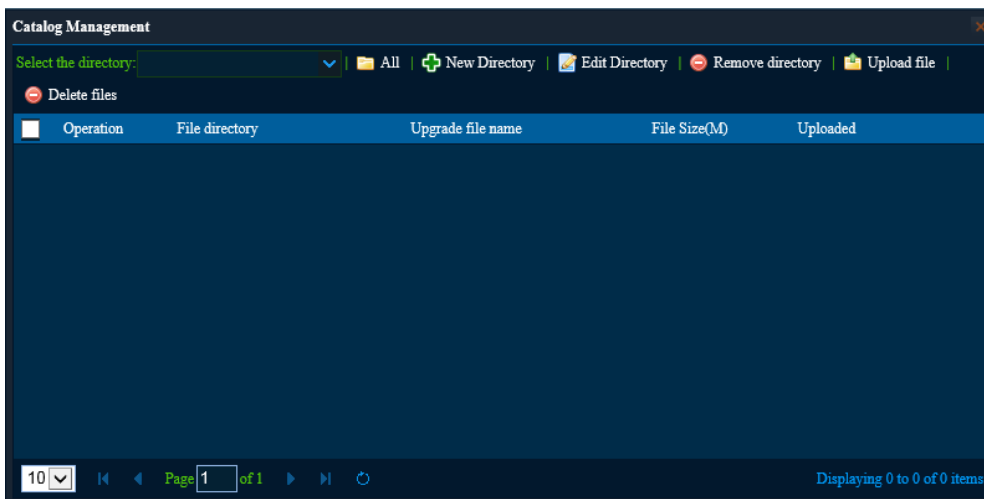 Catalog Management
Select the directory: | All | New Directory | Edit Directory | Remove directory | Upload file |
Delete files
Operation File directory Upgrade file name File Size(M) Uploaded
10 Page 1 of 1 Displaying 0 to 0 of 0 items